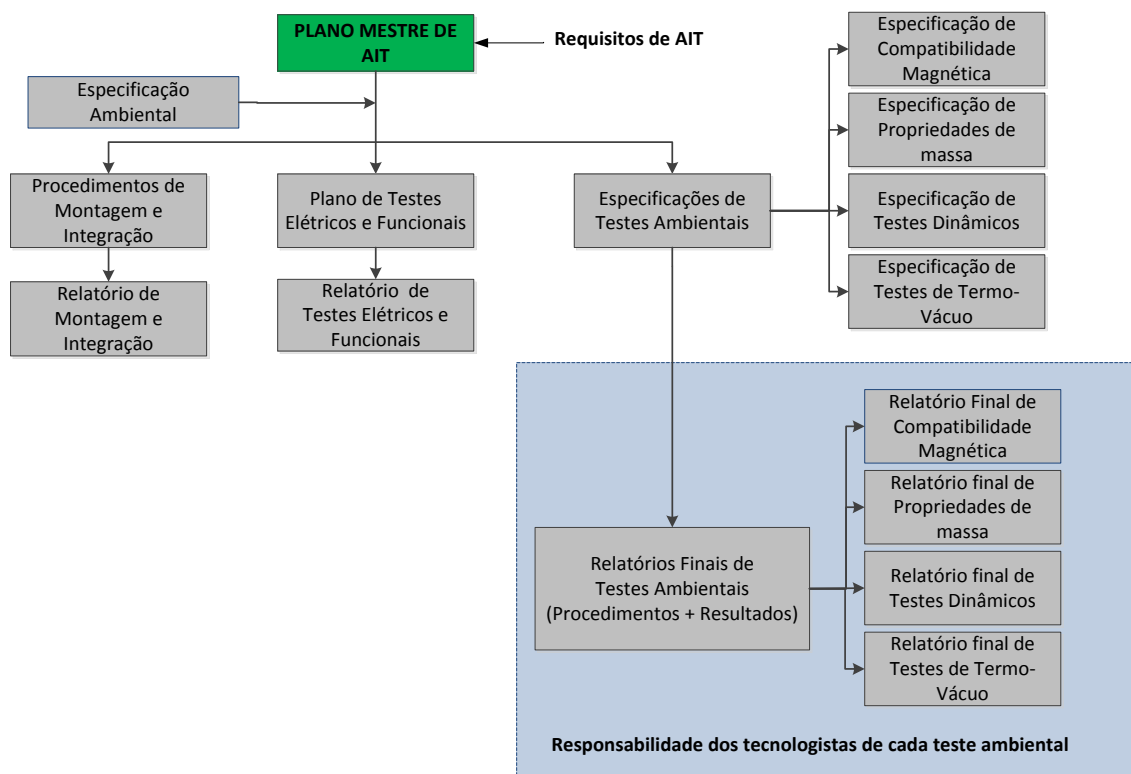 PLANO MESTRE DE
AIT
Requisitos de AIT
Especificação
Ambiental
Procedimentos de
Montagem e
Integração
Relatório de
Montagem e
Integração
Plano de Testes
Elétricos e Funcionais
Relatório de
Testes Elétricos e
Funcionais
Especificações de
Testes Ambientais
Especificação de
Compatibilidade
Magnética
Especificação de
Propriedades de
massa
Especificação de
Testes Dinâmicos
Especificação de
Testes de Termo-
Vácuo
Relatórios Finais de
Testes Ambientais
(Procedimentos + Resultados)
Relatório Final de
Compatibilidade
Magnética
Relatório final de
Propriedades de
massa
Relatório final de
Testes Dinâmicos
Relatório final de
Testes de Termo-
Vácuo
Responsabilidade dos tecnologistas de cada teste ambiental